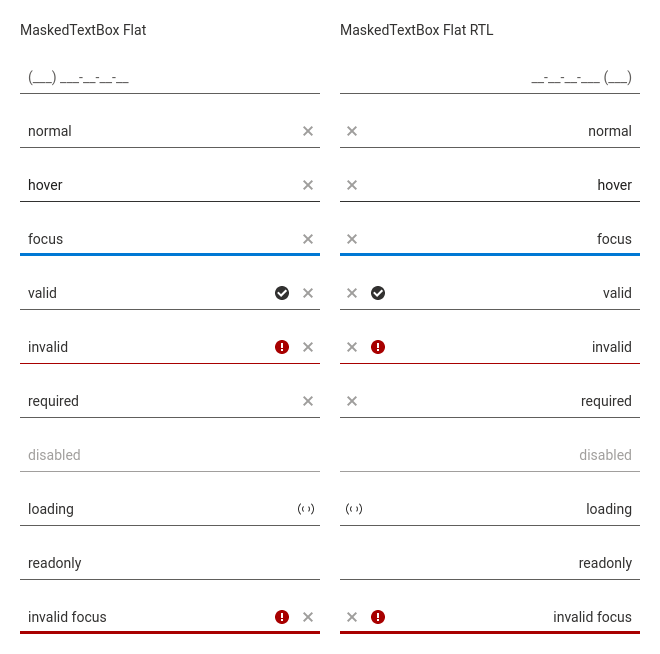 MaskedTextBox Flat
(___) ___-__-__-__
normal
hover
focus
valid
invalid
required
disabled
loading
readonly
invalid focus
MaskedTextBox Flat RTL
__-__-__-___ (___)
normal
hover
focus
valid
invalid
required
disabled
loading
readonly
invalid focus